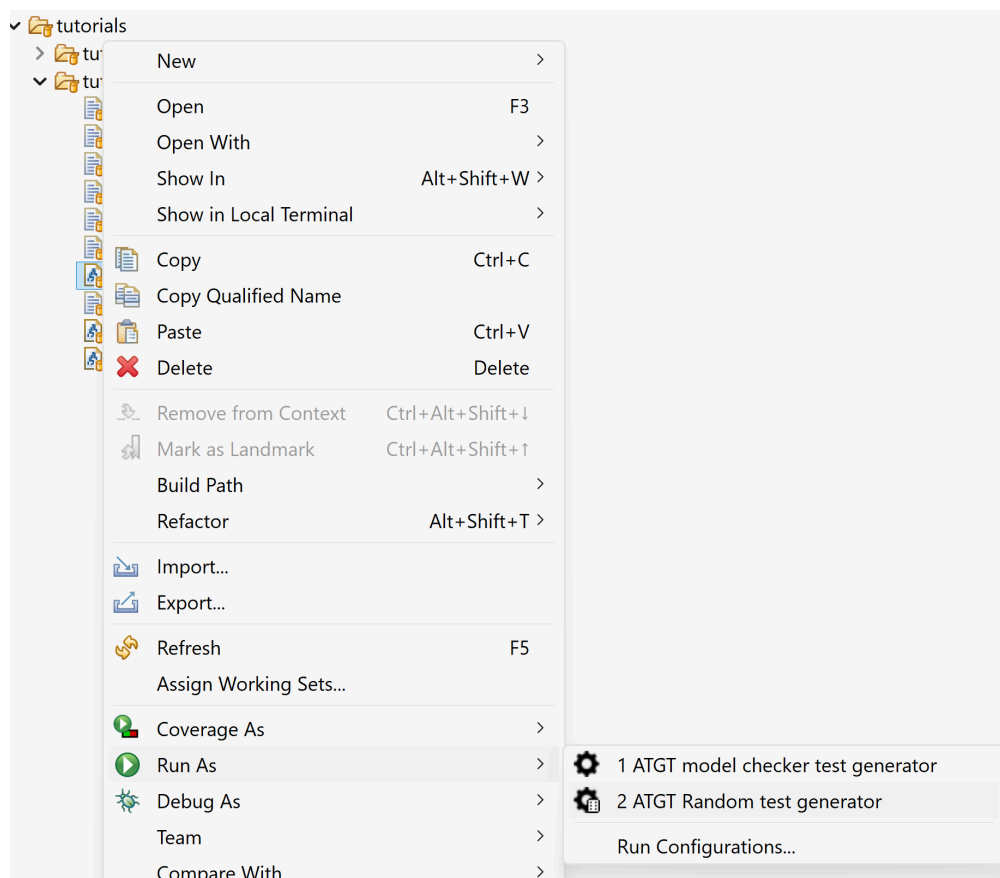 tutorials
New
Open F3
Open With
Show In Alt+Shift+W
Show in Local Terminal
Copy Ctrl+C
Copy Qualified Name
Paste Ctrl+V
Delete Delete
Remove from Context Ctrl+Alt+Shift+↓
Mark as Landmark Ctrl+Alt+Shift+↑
Build Path
Refactor Alt+Shift+T
Import...
Export...
Refresh F5
Assign Working Sets...
Coverage As
Run As
1 ATGT model checker test generator
Debug As
2 ATGT Random test generator
Team
Run Configurations...
Compare With